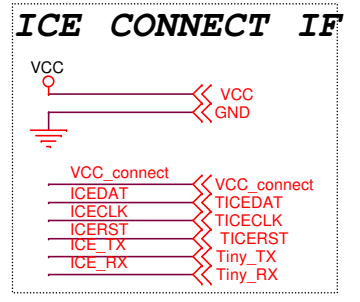 ICE CONNECT IF
VCC
VCC
GND
VCC_connect VCC_connect
ICEDAT TICEDAT
ICECLK TICECLK
ICERST TICERST
ICE_TX Tiny_TX
ICE_RX Tiny_RX